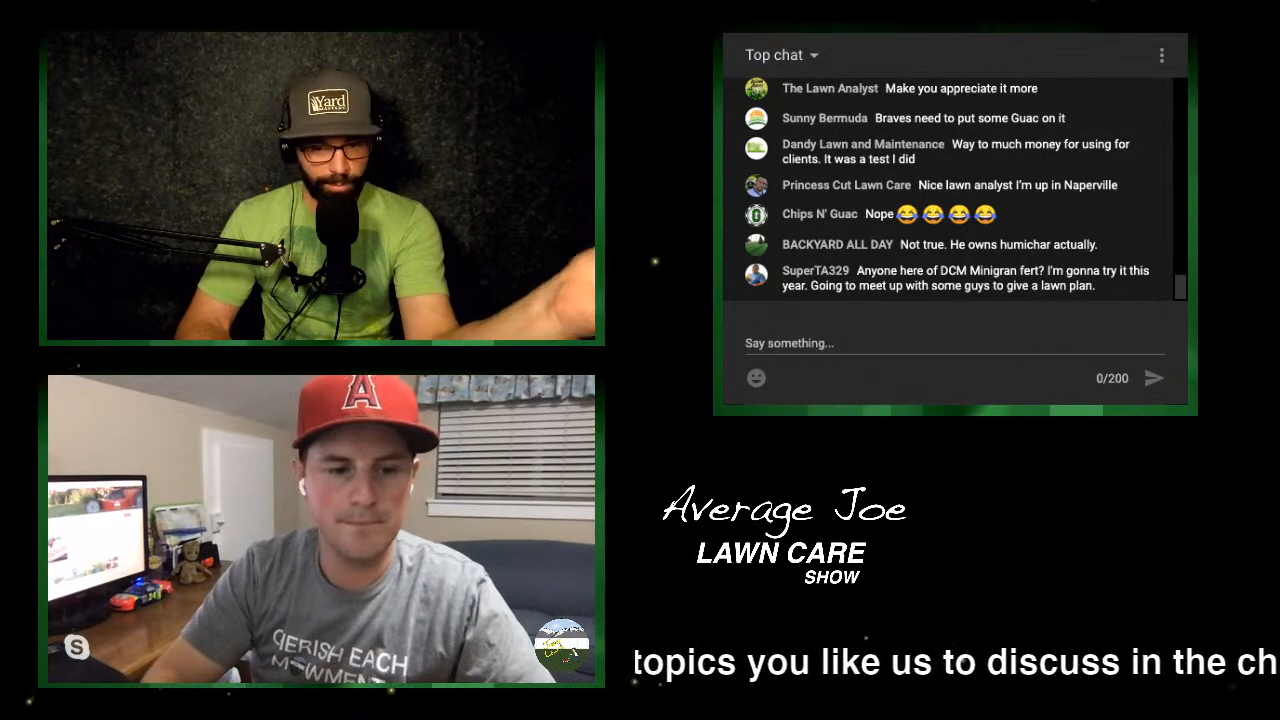 Yard
Top chat
The Lawn Analyst Make you appreciate it more
Sunny Bermuda Braves need to put some Guac on it
Dandy Lawn and Maintenance Way to much money for using for
clients. It was a test I did
Princess Cut Lawn Care Nice lawn analyst I'm up in Naperville
G
Chips N' Guac Nope 😂😂😂😂
BACKYARD ALL DAY Not true. He owns humichar actually.
SuperTA329 Anyone here of DCM Minigran fert? I'm gonna try it this
year. Going to meet up with some guys to give a lawn plan.
Say something...
0/200
A
CHERISH EACH
MOWMENT
S
Average Joe
LAWN CARE
SHOW
topics you like us to discuss in the ch